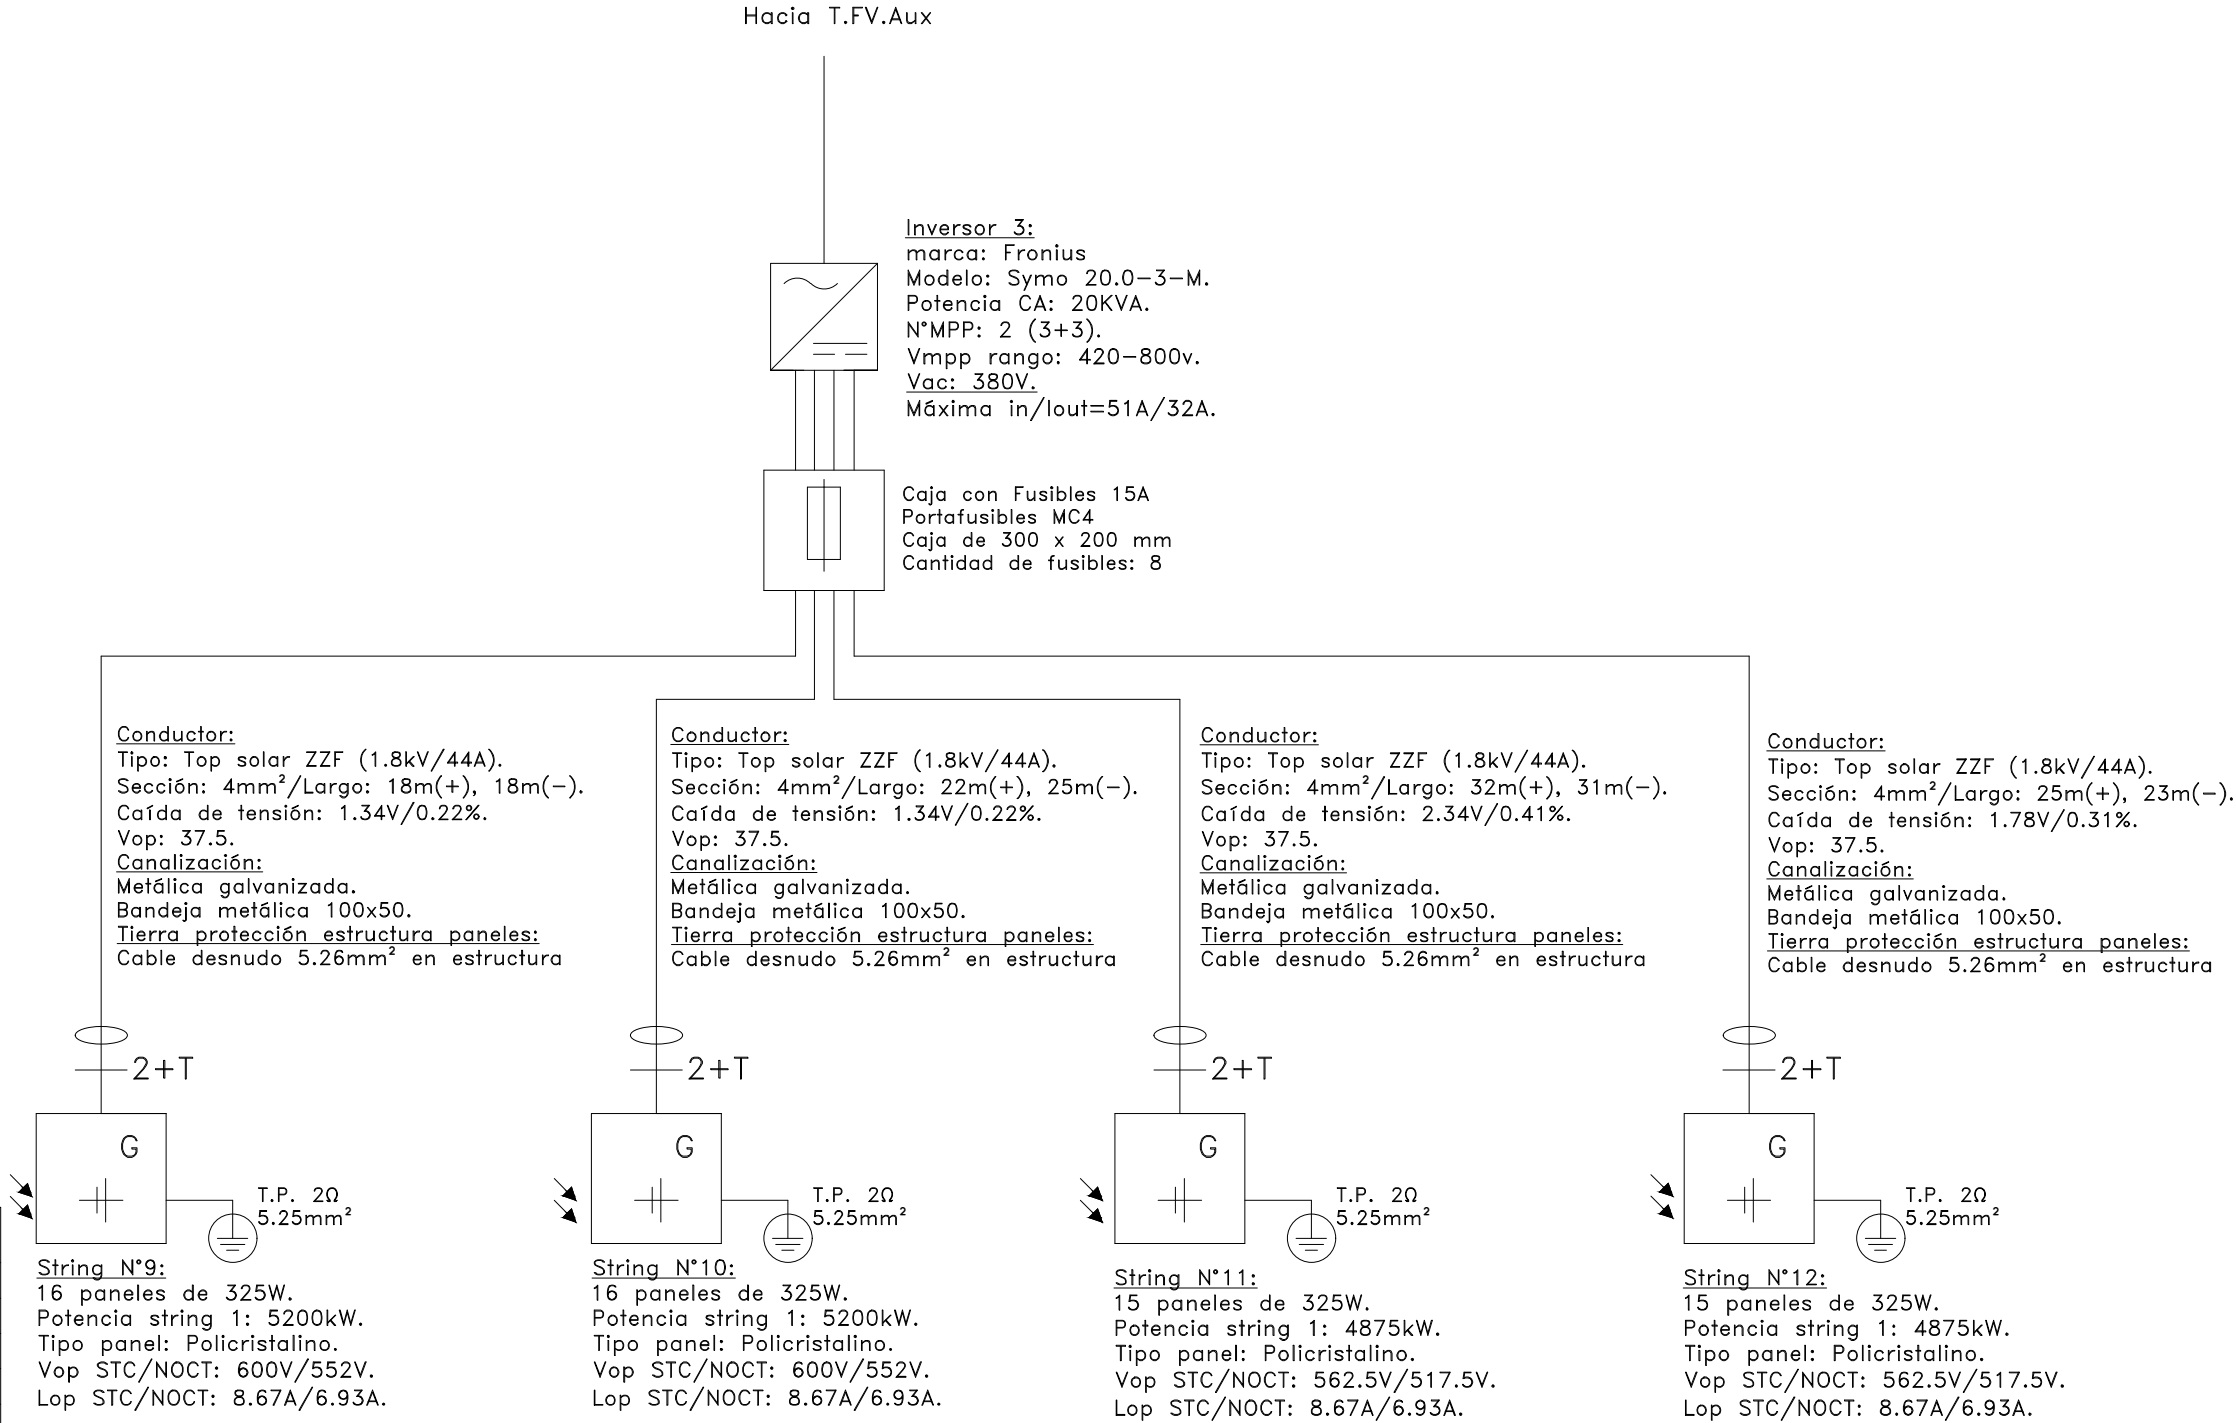 Hacia T.FV.Aux
Inversor 3:
marca: Fronius
Modelo: Symo 20.0-3-M.
Potencia CA: 20KVA.
N°MPP: 2 (3+3).
Vmpp rango: 420-800v.
Vac: 380V.
Máxima in/Iout=51A/32A.
Caja con Fusibles 15A
Portafusibles MC4
Caja de 300 x 200 mm
Cantidad de fusibles: 8
Conductor:
Tipo: Top solar ZZF (1.8kV/44A).
Sección: 4mm²/Largo: 18m(+), 18m(-).
Caída de tensión: 1.34V/0.22%.
Vop: 37.5.
Canalización:
Metálica galvanizada.
Bandeja metálica 100x50.
Tierra protección estructura paneles:
Cable desnudo 5.26mm² en estructura
Conductor:
Tipo: Top solar ZZF (1.8kV/44A).
Sección: 4mm²/Largo: 22m(+), 25m(-).
Caída de tensión: 1.34V/0.22%.
Vop: 37.5.
Canalización:
Metálica galvanizada.
Bandeja metálica 100x50.
Tierra protección estructura paneles:
Cable desnudo 5.26mm² en estructura
Conductor:
Tipo: Top solar ZZF (1.8kV/44A).
Sección: 4mm²/Largo: 32m(+), 31m(-).
Caída de tensión: 2.34V/0.41%.
Vop: 37.5.
Canalización:
Metálica galvanizada.
Bandeja metálica 100x50.
Tierra protección estructura paneles:
Cable desnudo 5.26mm² en estructura
Conductor:
Tipo: Top solar ZZF (1.8kV/44A).
Sección: 4mm²/Largo: 25m(+), 23m(-).
Caída de tensión: 1.78V/0.31%.
Vop: 37.5.
Canalización:
Metálica galvanizada.
Bandeja metálica 100x50.
Tierra protección estructura paneles:
Cable desnudo 5.26mm² en estructura
2+T
2+T
2+T
2+T
G
T.P. 2Ω
5.25mm²
G
T.P. 2Ω
5.25mm²
G
T.P. 2Ω
5.25mm²
G
T.P. 2Ω
5.25mm²
String N°9:
16 paneles de 325W.
Potencia string 1: 5200kW.
Tipo panel: Policristalino.
Vop STC/NOCT: 600V/552V.
Lop STC/NOCT: 8.67A/6.93A.
String N°10:
16 paneles de 325W.
Potencia string 1: 5200kW.
Tipo panel: Policristalino.
Vop STC/NOCT: 600V/552V.
Lop STC/NOCT: 8.67A/6.93A.
String N°11:
15 paneles de 325W.
Potencia string 1: 4875kW.
Tipo panel: Policristalino.
Vop STC/NOCT: 562.5V/517.5V.
Lop STC/NOCT: 8.67A/6.93A.
String N°12:
15 paneles de 325W.
Potencia string 1: 4875kW.
Tipo panel: Policristalino.
Vop STC/NOCT: 562.5V/517.5V.
Lop STC/NOCT: 8.67A/6.93A.